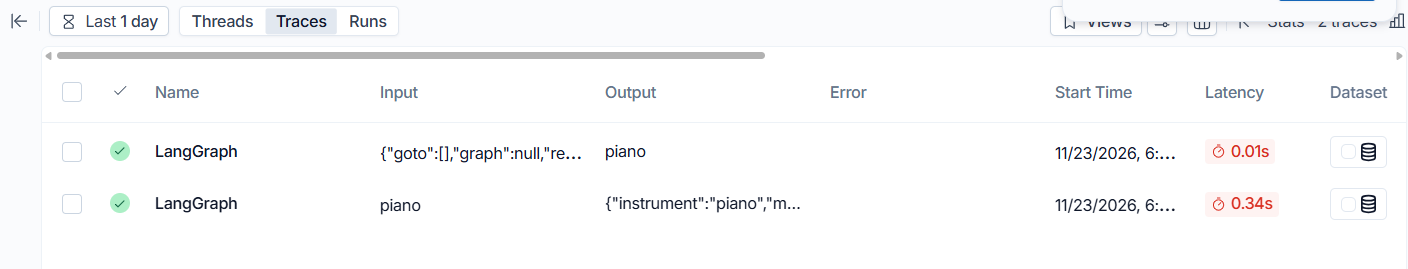 Last 1 day Threads Traces Runs Views Stats 2 traces
Name Input Output Error Start Time Latency Dataset
LangGraph {"goto":[],"graph":null,"re... piano 11/23/2026, 6:... 0.01s
LangGraph piano {"instrument":"piano","m... 11/23/2026, 6:... 0.34s